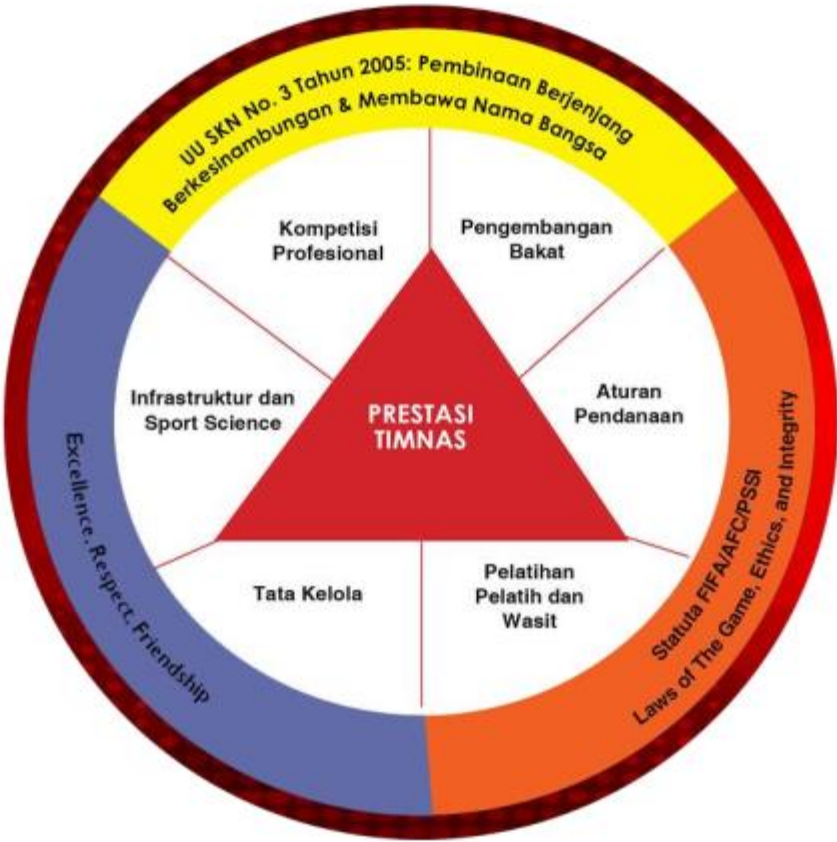 UU SKN No. 3 Tahun 2005: Pembinaan Berjenjang
Berkesinambungan & Membawa Nama Bangsa
Kompetisi
Profesional
Pengembangan
Bakat
Infrastruktur dan
Sport Science
PRESTASI
TIMNAS
Aturan
Pendanaan
Tata Kelola
Pelatihan
Pelatih dan
Wasit
Excellence, Respect, Friendship
Statuta FIFA/AFC/PSSI
Laws of The Game, Ethics, and Integrity